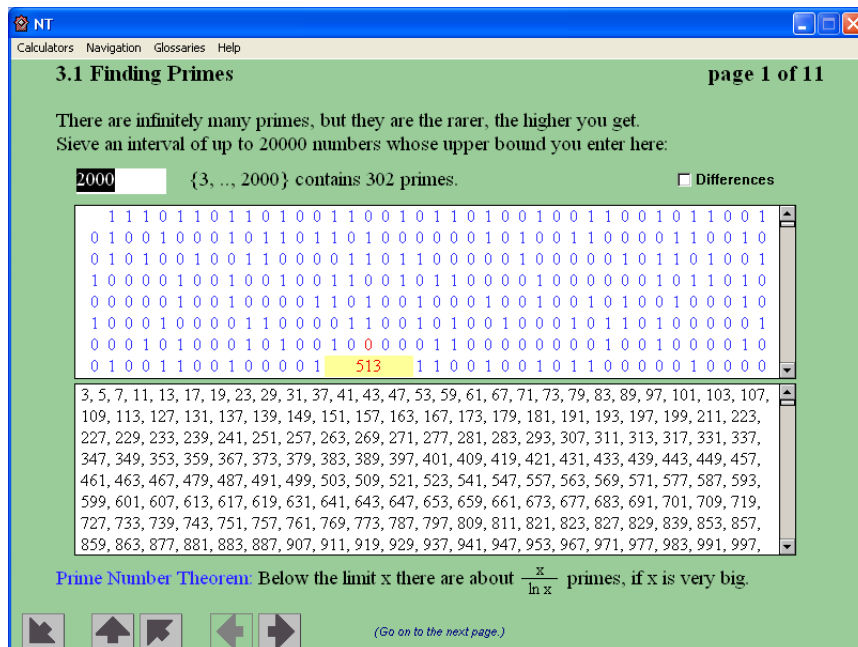 NT
Calculators Navigation Glossaries Help
3.1 Finding Primes page 1 of 11
There are infinitely many primes, but they are the rarer, the higher you get.
Sieve an interval of up to 20000 numbers whose upper bound you enter here:
2000 {3, .., 2000} contains 302 primes. Differences
1 1 1 0 1 1 0 1 1 0 1 0 0 1 1 0 0 1 0 1 1 0 1 0 0 1 0 0 1 1 0 0 1 0 1 1 0 0 1
0 1 0 0 1 0 0 0 1 0 1 1 0 1 1 0 1 0 0 0 0 0 0 1 0 1 0 0 1 1 0 0 0 0 1 1 0 0 1 0
0 1 0 1 0 0 1 0 0 1 1 0 0 0 0 1 1 0 1 1 0 0 0 0 0 1 0 0 0 0 0 1 0 1 1 0 1 0 0 1
1 0 0 0 0 1 0 0 1 0 0 1 0 0 1 1 0 0 1 0 1 1 0 0 0 0 1 0 0 0 0 0 0 1 0 1 1 0 1 0
0 0 0 0 0 1 0 0 1 0 0 0 0 1 1 0 1 0 0 1 0 0 0 1 0 0 1 0 0 1 0 1 0 0 1 0 0 0 1 0
1 0 0 0 1 0 0 0 0 1 1 0 0 0 0 1 1 0 0 1 0 1 0 0 1 0 0 0 1 0 1 1 0 1 0 0 0 0 0 1
0 0 0 1 0 1 0 0 0 1 0 1 0 0 1 0 0 0 0 0 1 1 0 0 0 0 0 0 0 0 1 0 0 1 0 0 0 0 1 0
0 1 0 0 1 1 0 0 1 0 0 0 0 1 513 1 1 0 0 1 0 0 1 0 1 1 0 0 0 0 0 1 0 0 0 0
3, 5, 7, 11, 13, 17, 19, 23, 29, 31, 37, 41, 43, 47, 53, 59, 61, 67, 71, 73, 79, 83, 89, 97, 101, 103, 107,
109, 113, 127, 131, 137, 139, 149, 151, 157, 163, 167, 173, 179, 181, 191, 193, 197, 199, 211, 223,
227, 229, 233, 239, 241, 251, 257, 263, 269, 271, 277, 281, 283, 293, 307, 311, 313, 317, 331, 337,
347, 349, 353, 359, 367, 373, 379, 383, 389, 397, 401, 409, 419, 421, 431, 433, 439, 443, 449, 457,
461, 463, 467, 479, 487, 491, 499, 503, 509, 521, 523, 541, 547, 557, 563, 569, 571, 577, 587, 593,
599, 601, 607, 613, 617, 619, 631, 641, 643, 647, 653, 659, 661, 673, 677, 683, 691, 701, 709, 719,
727, 733, 739, 743, 751, 757, 761, 769, 773, 787, 797, 809, 811, 821, 823, 827, 829, 839, 853, 857,
859, 863, 877, 881, 883, 887, 907, 911, 919, 929, 937, 941, 947, 953, 967, 971, 977, 983, 991, 997,
Prime Number Theorem: Below the limit x there are about x / ln x primes, if x is very big.
(Go on to the next page.)